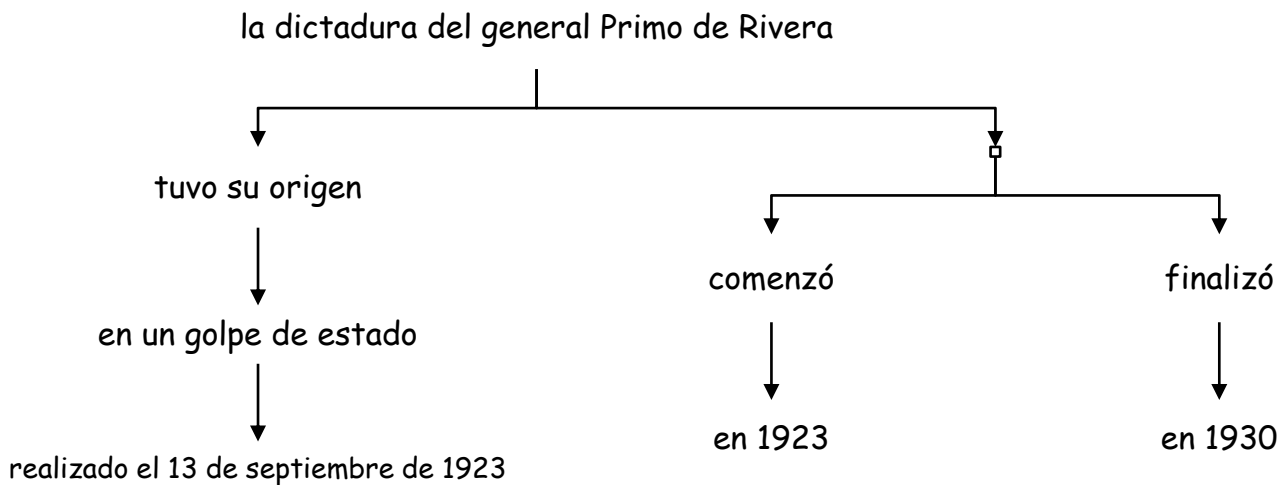 la dictadura del general Primo de Rivera
tuvo su origen
en un golpe de estado
realizado el 13 de septiembre de 1923
comenzó
en 1923
finalizó
en 1930